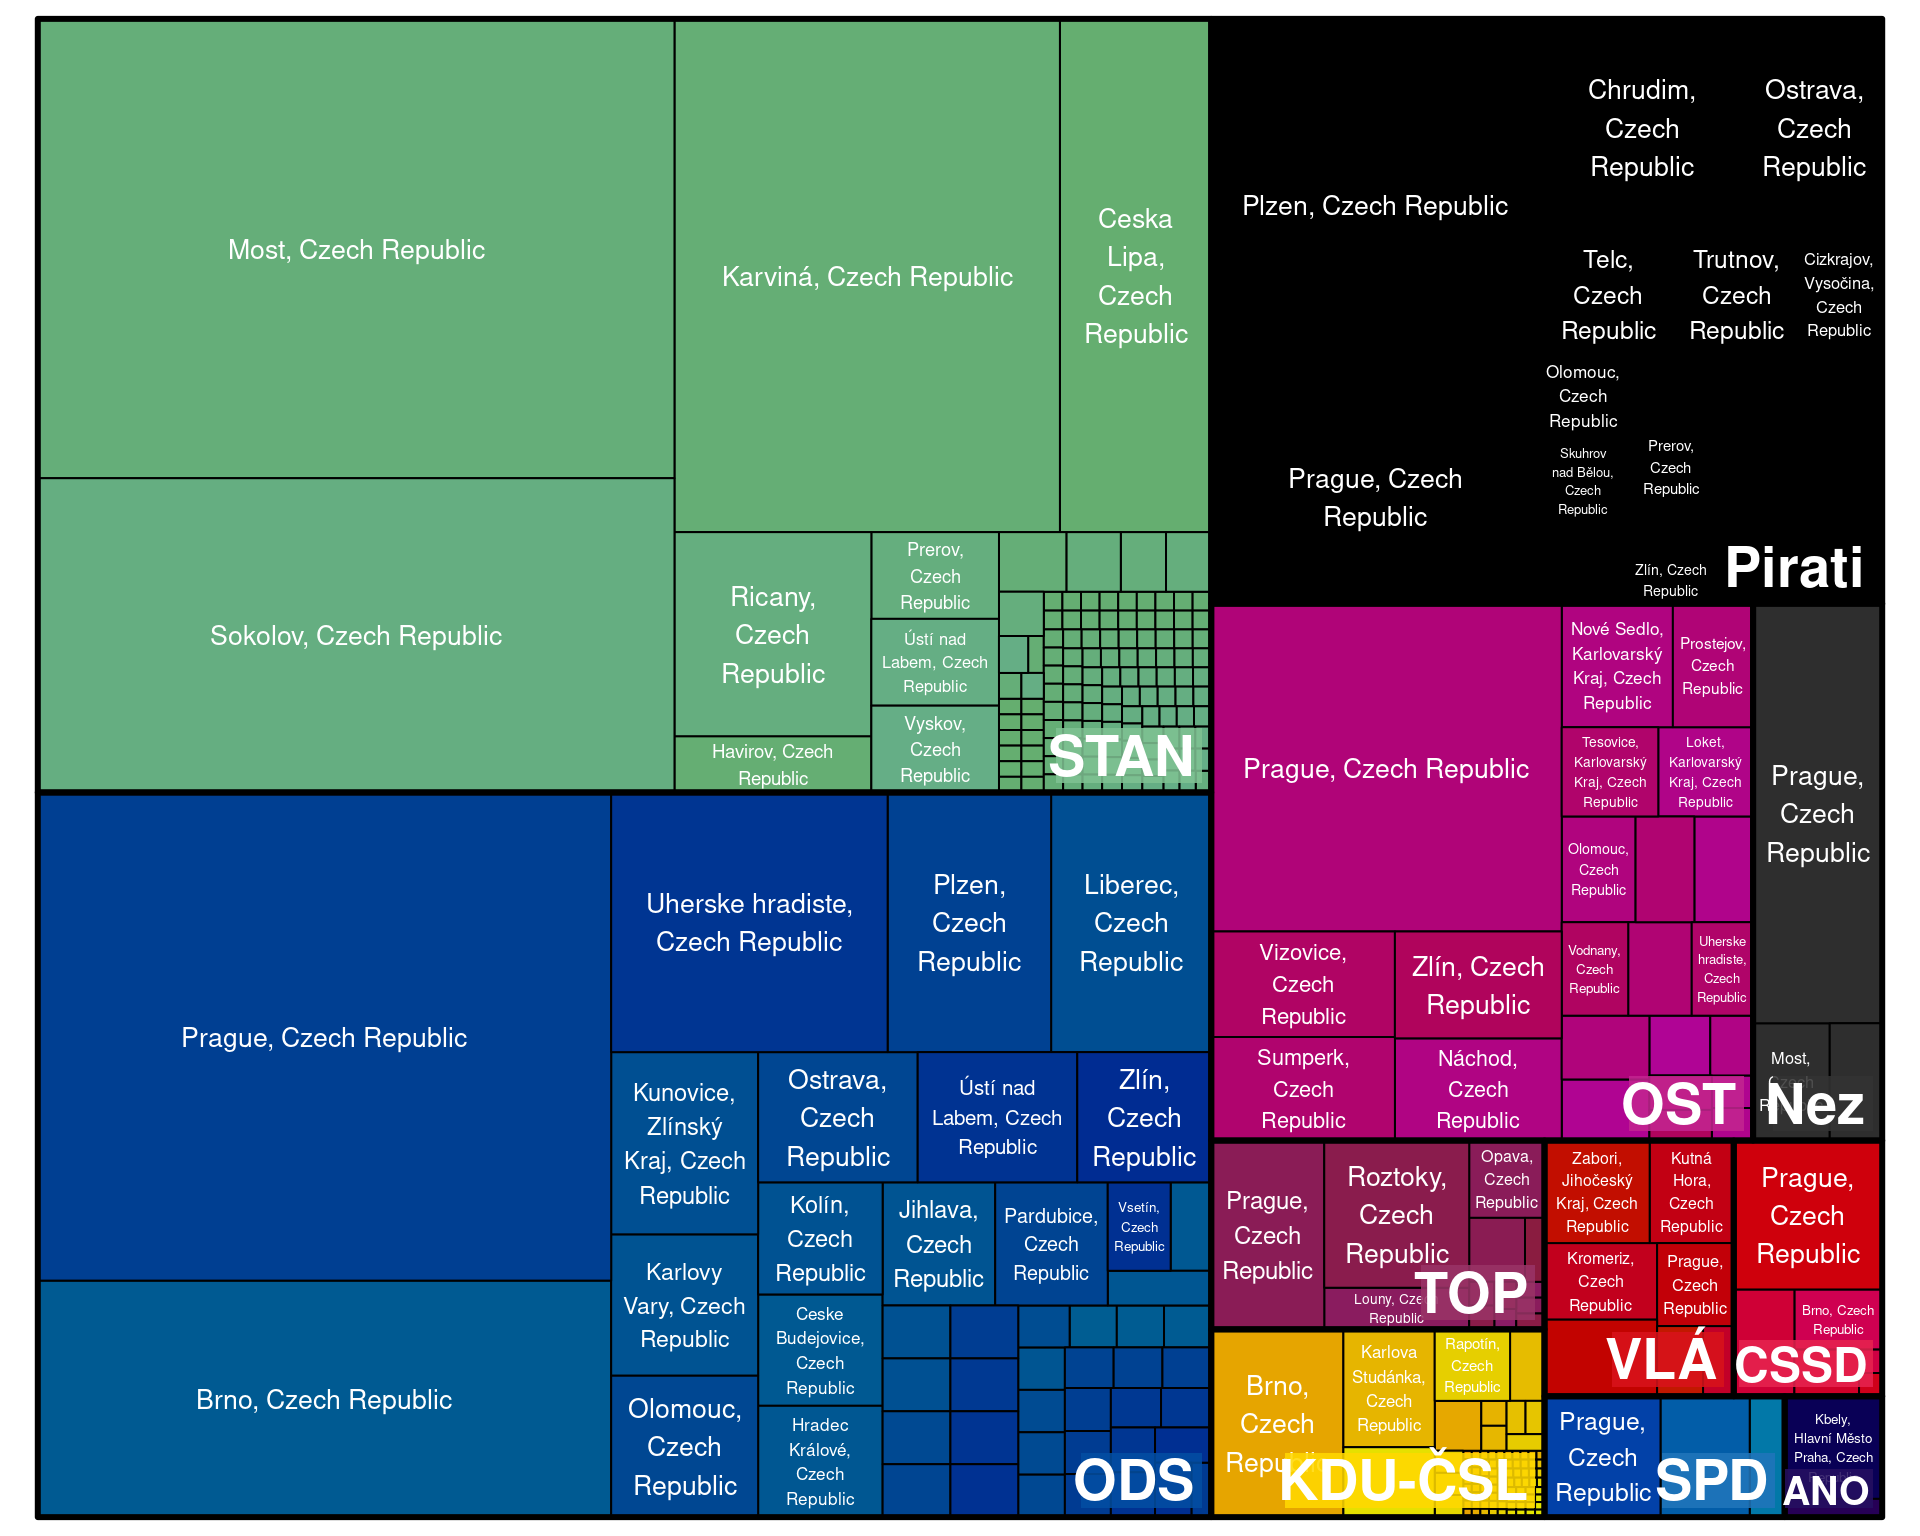 Most, Czech Republic
Sokolov, Czech Republic
Karviná, Czech Republic
Ceska
Lipa,
Czech
Republic
Ricany,
Czech
Republic
Havirov, Czech
Republic
Prerov,
Czech
Republic
Ústí nad
Labem, Czech
Republic
Vyskov,
Czech
Republic
STAN
Plzen, Czech Republic
Prague, Czech
Republic
Chrudim,
Czech
Republic
Ostrava,
Czech
Republic
Telc,
Czech
Republic
Trutnov,
Czech
Republic
Cizkrajov,
Vysočina,
Czech
Republic
Olomouc,
Czech
Republic
Skuhrov
nad Bělou,
Czech
Republic
Prerov,
Czech
Republic
Zlín, Czech
Republic
Pirati
Prague, Czech Republic
Brno, Czech Republic
Uherske hradiste,
Czech Republic
Plzen,
Czech
Republic
Liberec,
Czech
Republic
Kunovice,
Zlínský
Kraj, Czech
Republic
Karlovy
Vary, Czech
Republic
Olomouc,
Czech
Republic
Ostrava,
Czech
Republic
Ústí nad
Labem, Czech
Republic
Zlín,
Czech
Republic
Kolín,
Czech
Republic
Ceske
Budejovice,
Czech
Republic
Hradec
Králové,
Czech
Republic
Jihlava,
Czech
Republic
Pardubice,
Czech
Republic
Vsetín,
Czech
Republic
ODS
Prague, Czech Republic
Vizovice,
Czech
Republic
Sumperk,
Czech
Republic
Zlín, Czech
Republic
Náchod,
Czech
Republic
Nové Sedlo,
Karlovarský
Kraj, Czech
Republic
Prostejov,
Czech
Republic
Tesovice,
Karlovarský
Kraj, Czech
Republic
Loket,
Karlovarský
Kraj, Czech
Republic
Olomouc,
Czech
Republic
Vodnany,
Czech
Republic
Uherske
hradiste,
Czech
Republic
OST
Prague,
Czech
Republic
Most,
Czech
Nez
Prague,
Czech
Republic
Roztoky,
Czech
Republic
Opava,
Czech
Republic
Louny, Czech
Republic
TOP
Brno,
Czech
Republic
Karlova
Studánka,
Czech
Republic
Rapotín,
Czech
Republic
KDU-ČSL
Zabori,
Jihočeský
Kraj, Czech
Republic
Kutná
Hora,
Czech
Republic
Kromeriz,
Czech
Republic
Prague,
Czech
Republic
VLÁ
Prague,
Czech
Republic
Brno, Czech
Republic
CSSD
Prague,
Czech
Republic
SPD
Kbely,
Hlavní Město
Praha, Czech
ANO